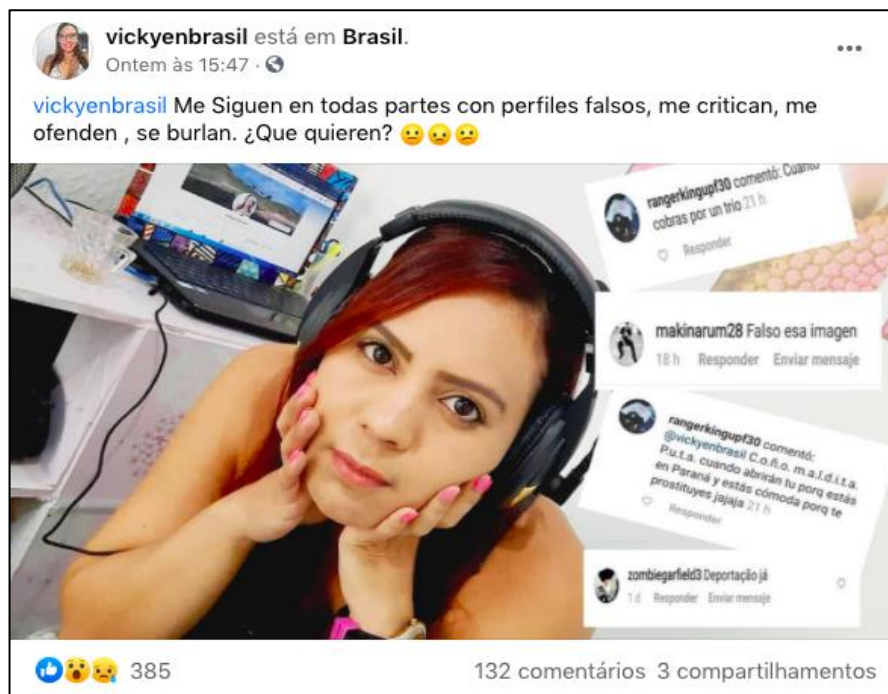 vickyenbrasil está em Brasil.
Ontem às 15:47 ·
vickyenbrasil Me Siguen en todas partes con perfiles falsos, me critican, me
ofenden , se burlan. ¿Que quieren? 😐😟😕
rangerkingupf30 comentó: Cuanto
cobras por un trio 21 h
Responder
makinarum28 Falso esa imagen
18 h Responder Enviar mensaje
rangerkingupf30 comentó:
@vickyenbrasil C.o.ñ.o. m.a.l.d.i.t.a.
P.u.t.a. cuando abrirán tu porq estás
en Paraná y estás cómoda porq te
prostituyes jajaja 21 h
Responder
zombiegarfield3 Deportação já
1 d Responder Enviar mensaje
385
132 comentários 3 compartilhamentos